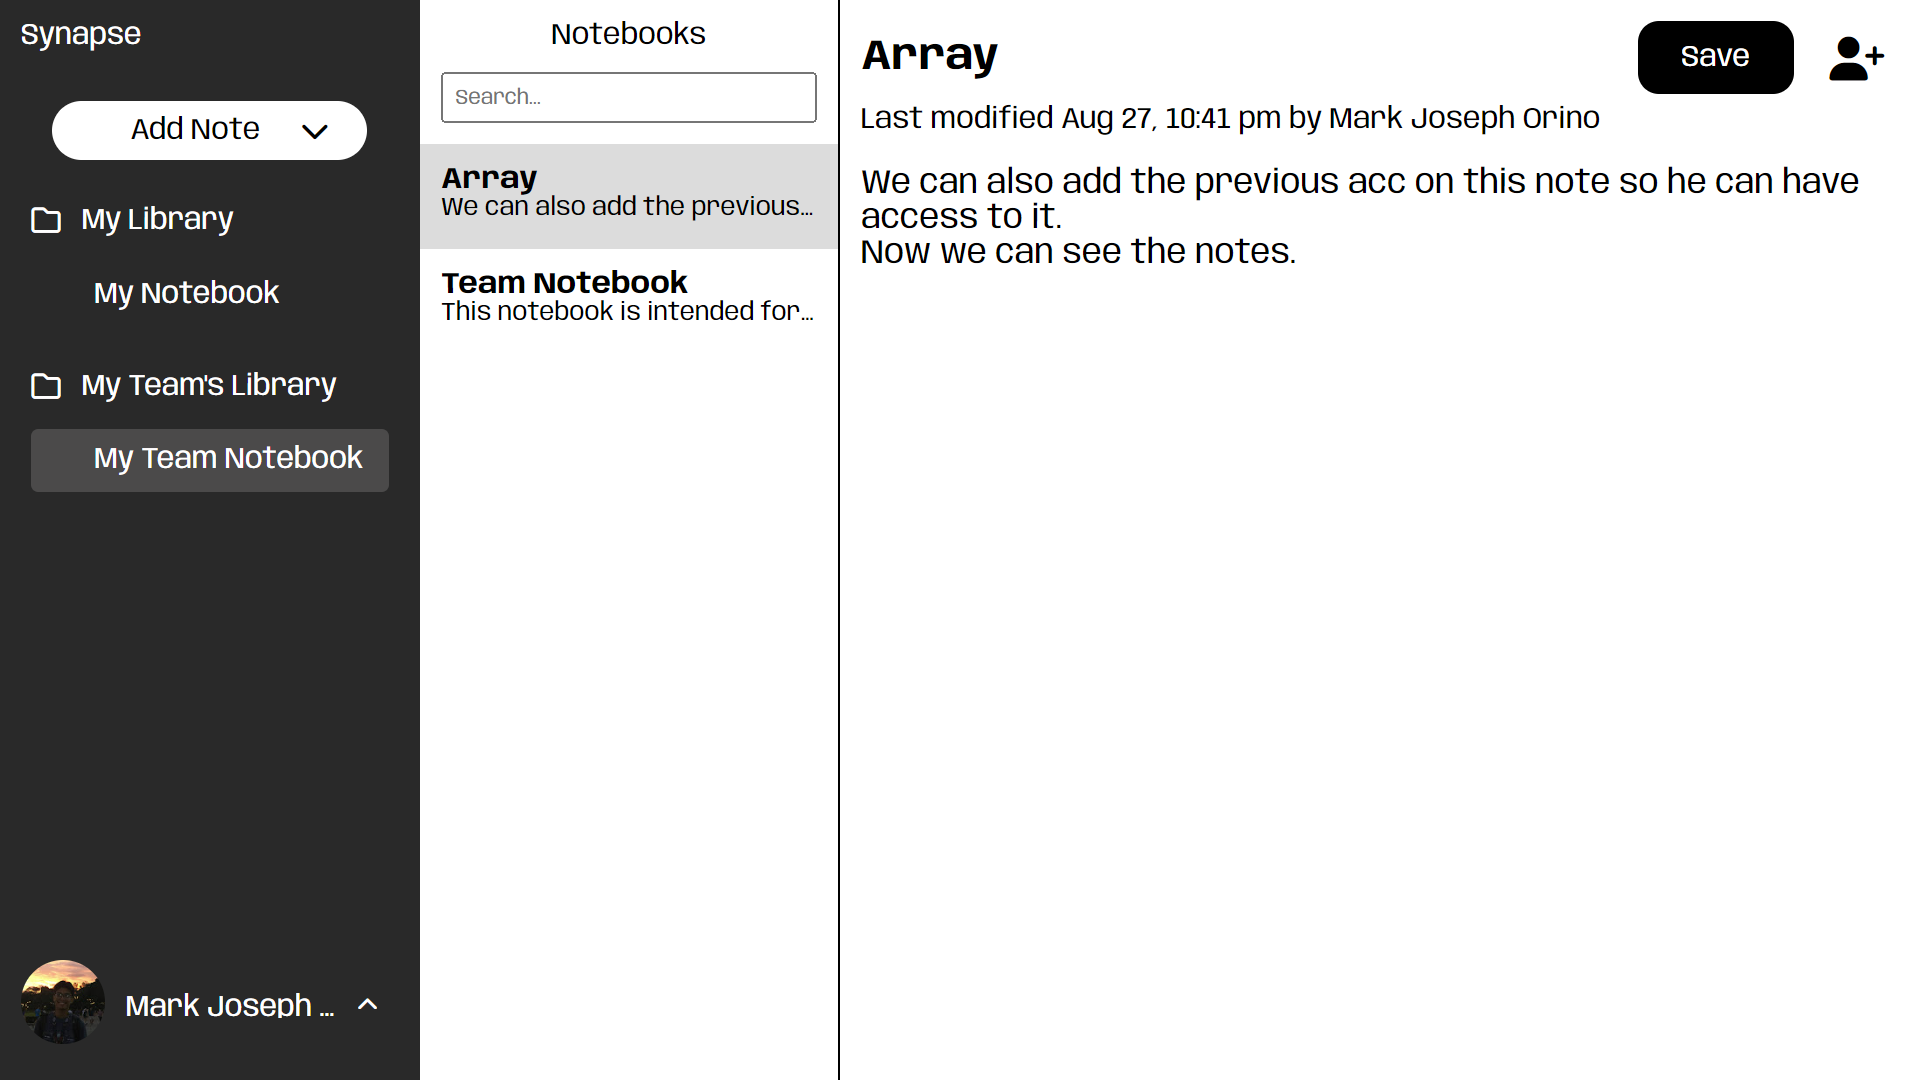 Synapse
Add Note
My Library
My Notebook
My Team's Library
My Team Notebook
Mark Joseph ...
Notebooks
Search...
Array
We can also add the previous...
Team Notebook
This notebook is intended for...
Array
Save
Last modified Aug 27, 10:41 pm by Mark Joseph Orino
We can also add the previous acc on this note so he can have
access to it.
Now we can see the notes.